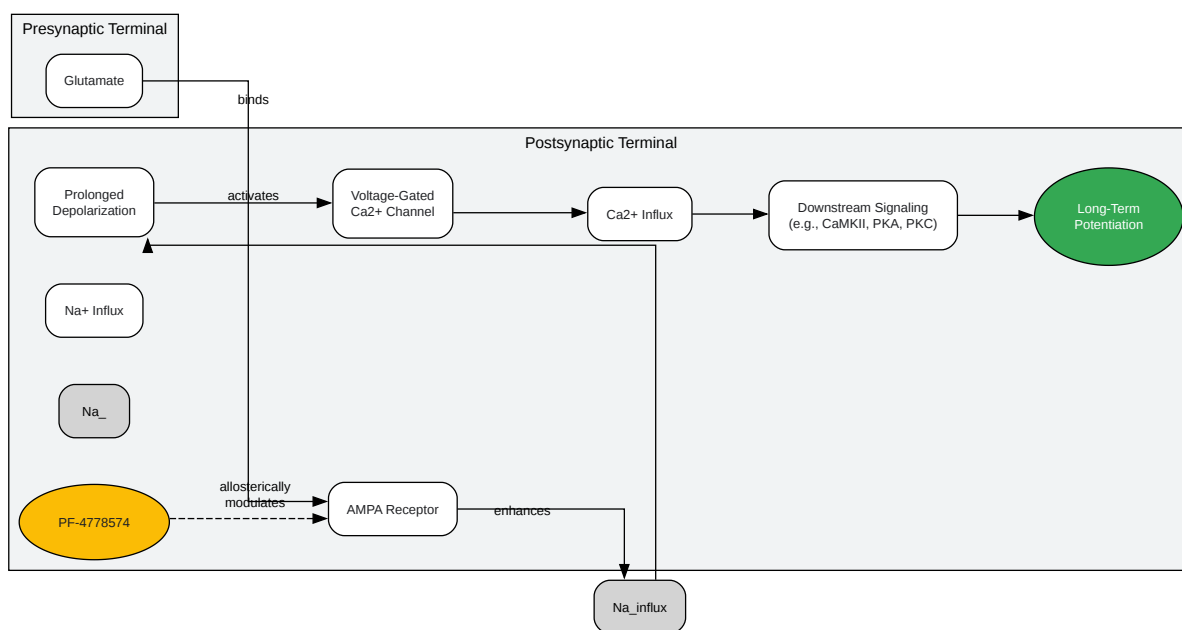 Presynaptic Terminal
Glutamate
binds
Postsynaptic Terminal
Prolonged
Depolarization
activates
Voltage-Gated
Ca2+ Channel
Ca2+ Influx
Downstream Signaling
(e.g., CaMKII, PKA, PKC)
Long-Term
Potentiation
Na+ Influx
Na_
PF-4778574
allosterically
modulates
AMPA Receptor
enhances
Na_influx